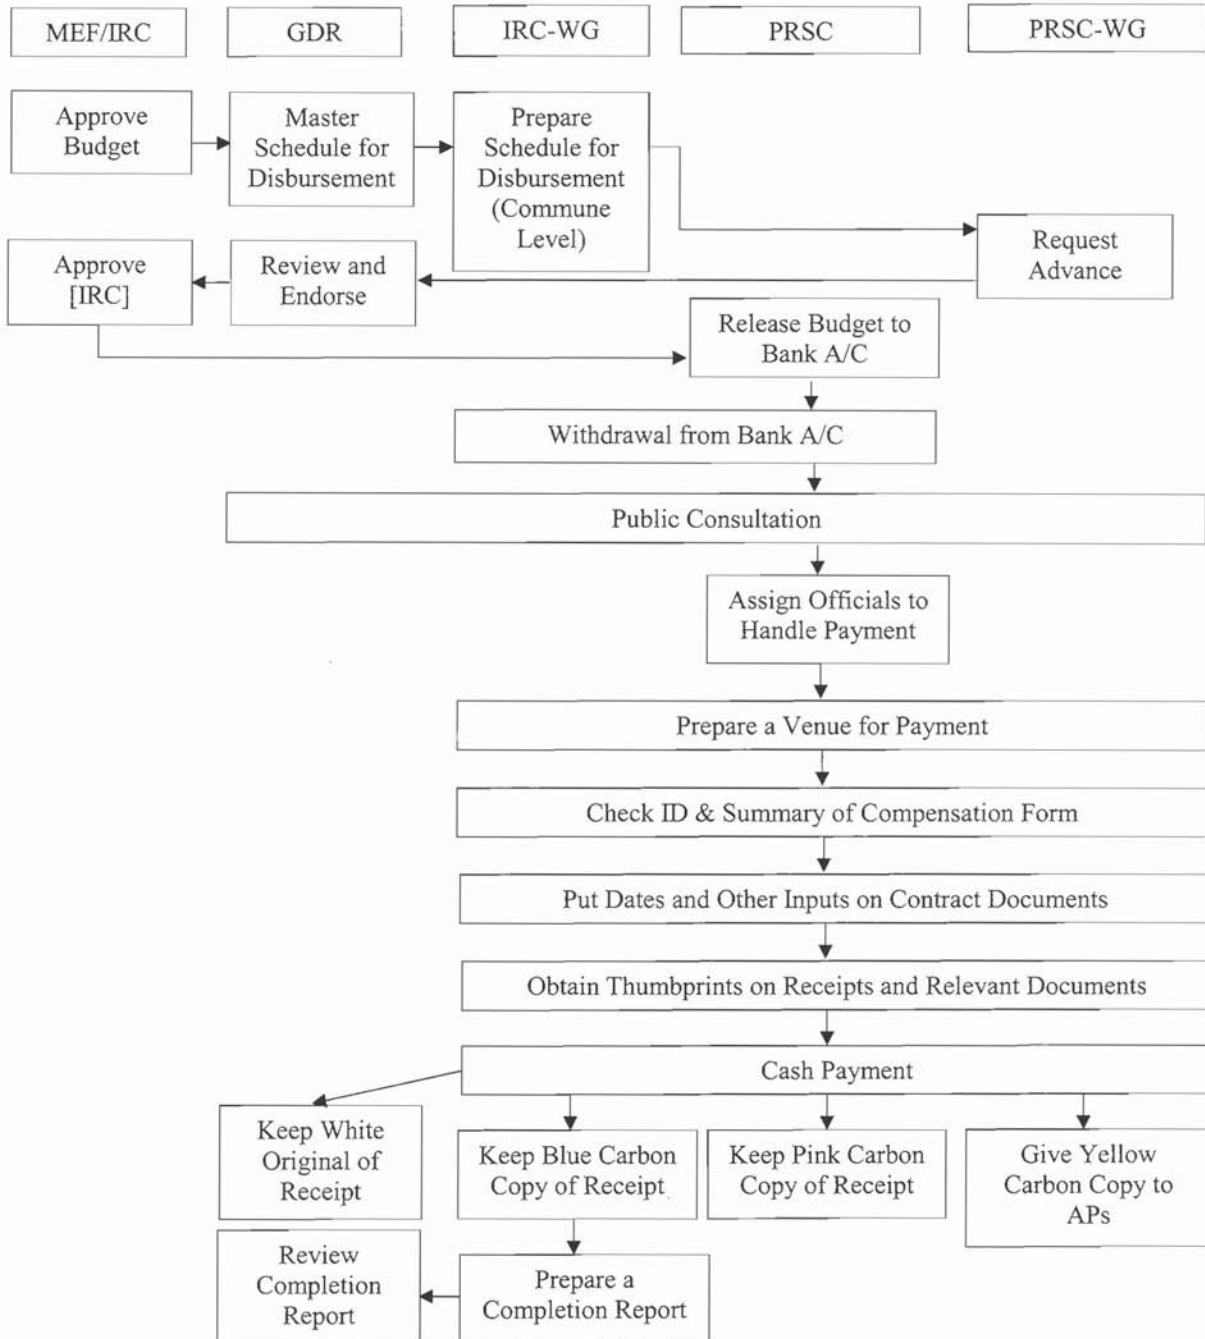 MEF/IRC
GDR
IRC-WG
PRSC
PRSC-WG
Approve
Budget
Master
Schedule for
Disbursement
Prepare
Schedule for
Disbursement
(Commune
Level)
Request
Advance
Approve
[IRC]
Review and
Endorse
Release Budget to
Bank A/C
Withdrawal from Bank A/C
Public Consultation
Assign Officials to
Handle Payment
Prepare a Venue for Payment
Check ID & Summary of Compensation Form
Put Dates and Other Inputs on Contract Documents
Obtain Thumbprints on Receipts and Relevant Documents
Cash Payment
Keep White
Original of
Receipt
Keep Blue Carbon
Copy of Receipt
Keep Pink Carbon
Copy of Receipt
Give Yellow
Carbon Copy to
APs
Review
Completion
Report
Prepare a
Completion Report